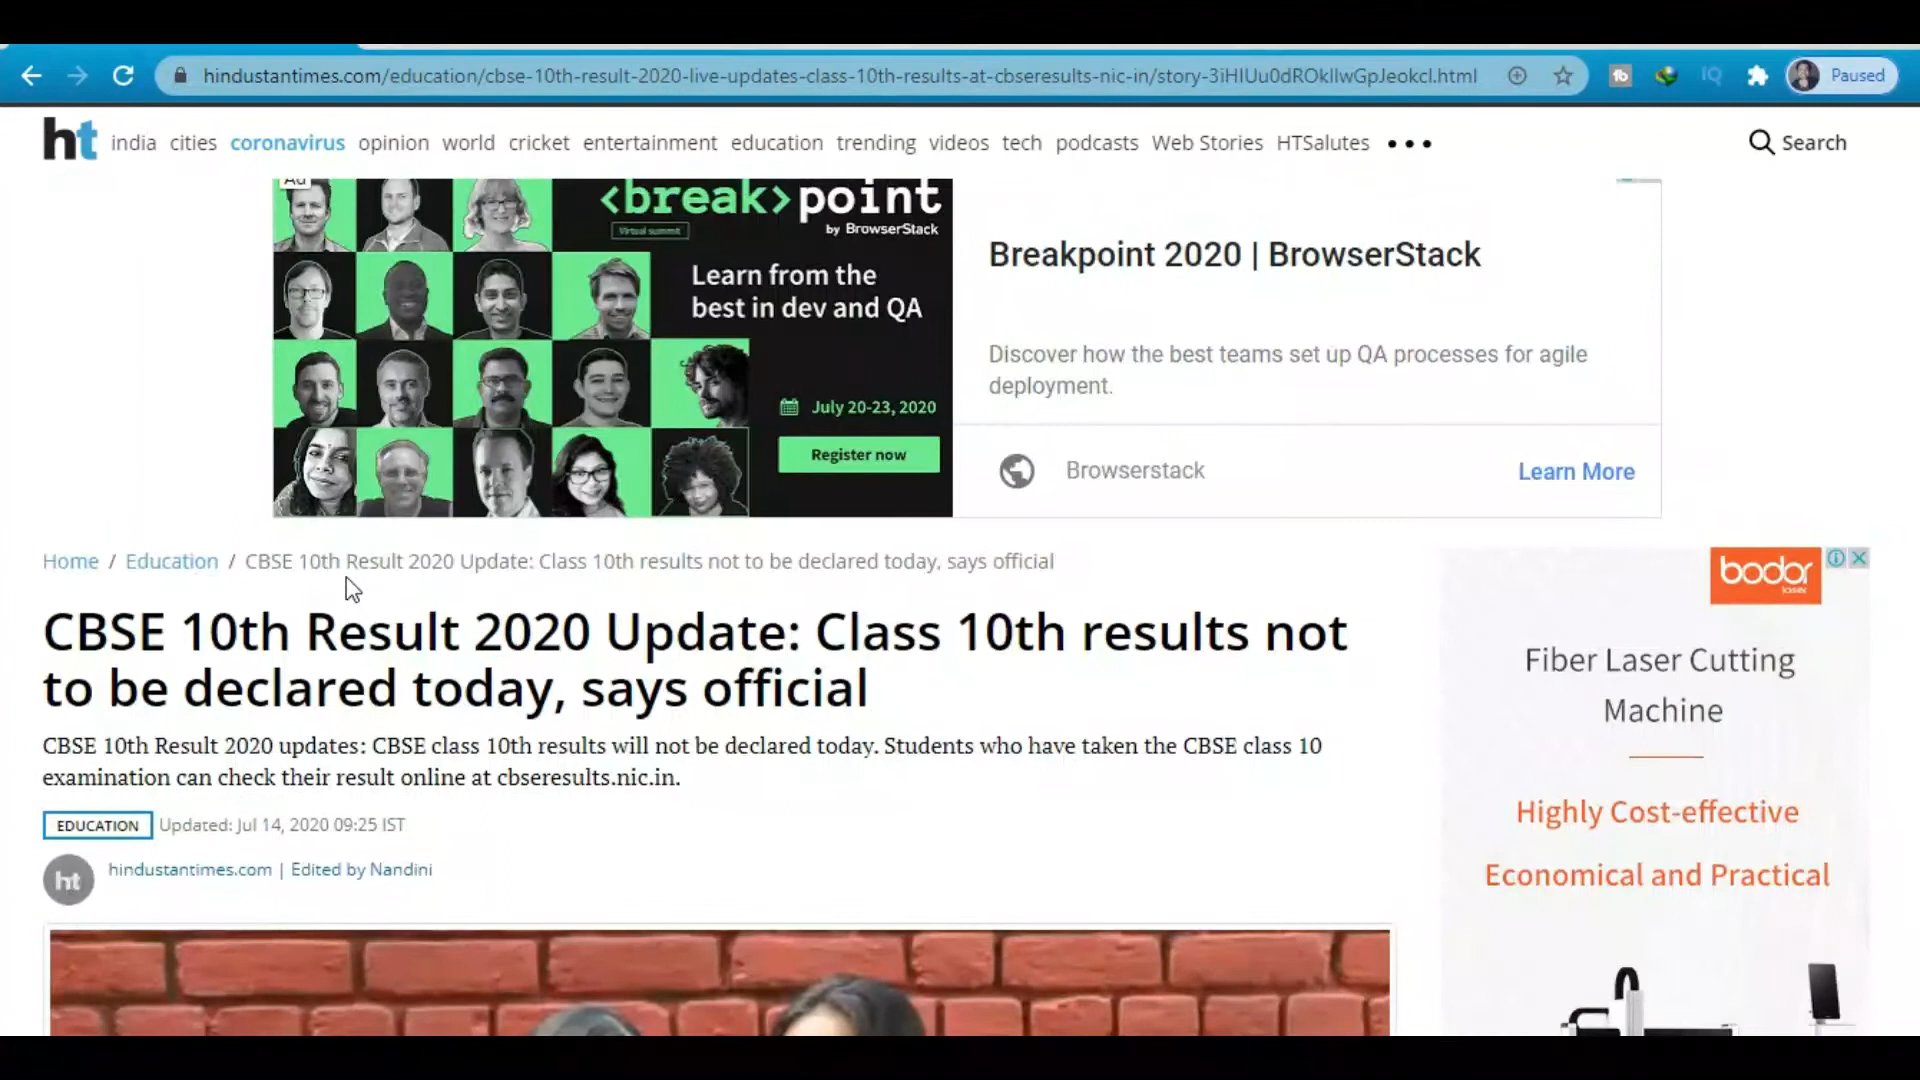 hindustantimes.com/education/cbse-10th-result-2020-live-updates-class-10th-results-at-cbseresults-nic-in/story-3iHIUu0dROkllwGpJeokcI.html
Paused
ht india cities coronavirus opinion world cricket entertainment education trending videos tech podcasts Web Stories HTSalutes
Search
Ad
<break>point
Virtual summit
by BrowserStack
Learn from the
best in dev and QA
July 20-23, 2020
Register now
Breakpoint 2020 | BrowserStack
Discover how the best teams set up QA processes for agile
deployment.
Browserstack
Learn More
Home / Education / CBSE 10th Result 2020 Update: Class 10th results not to be declared today, says official
CBSE 10th Result 2020 Update: Class 10th results not
to be declared today, says official
CBSE 10th Result 2020 updates: CBSE class 10th results will not be declared today. Students who have taken the CBSE class 10
examination can check their result online at cbseresults.nic.in.
EDUCATION Updated: Jul 14, 2020 09:25 IST
ht
hindustantimes.com | Edited by Nandini
bodor
LASER
Fiber Laser Cutting
Machine
Highly Cost-effective
Economical and Practical